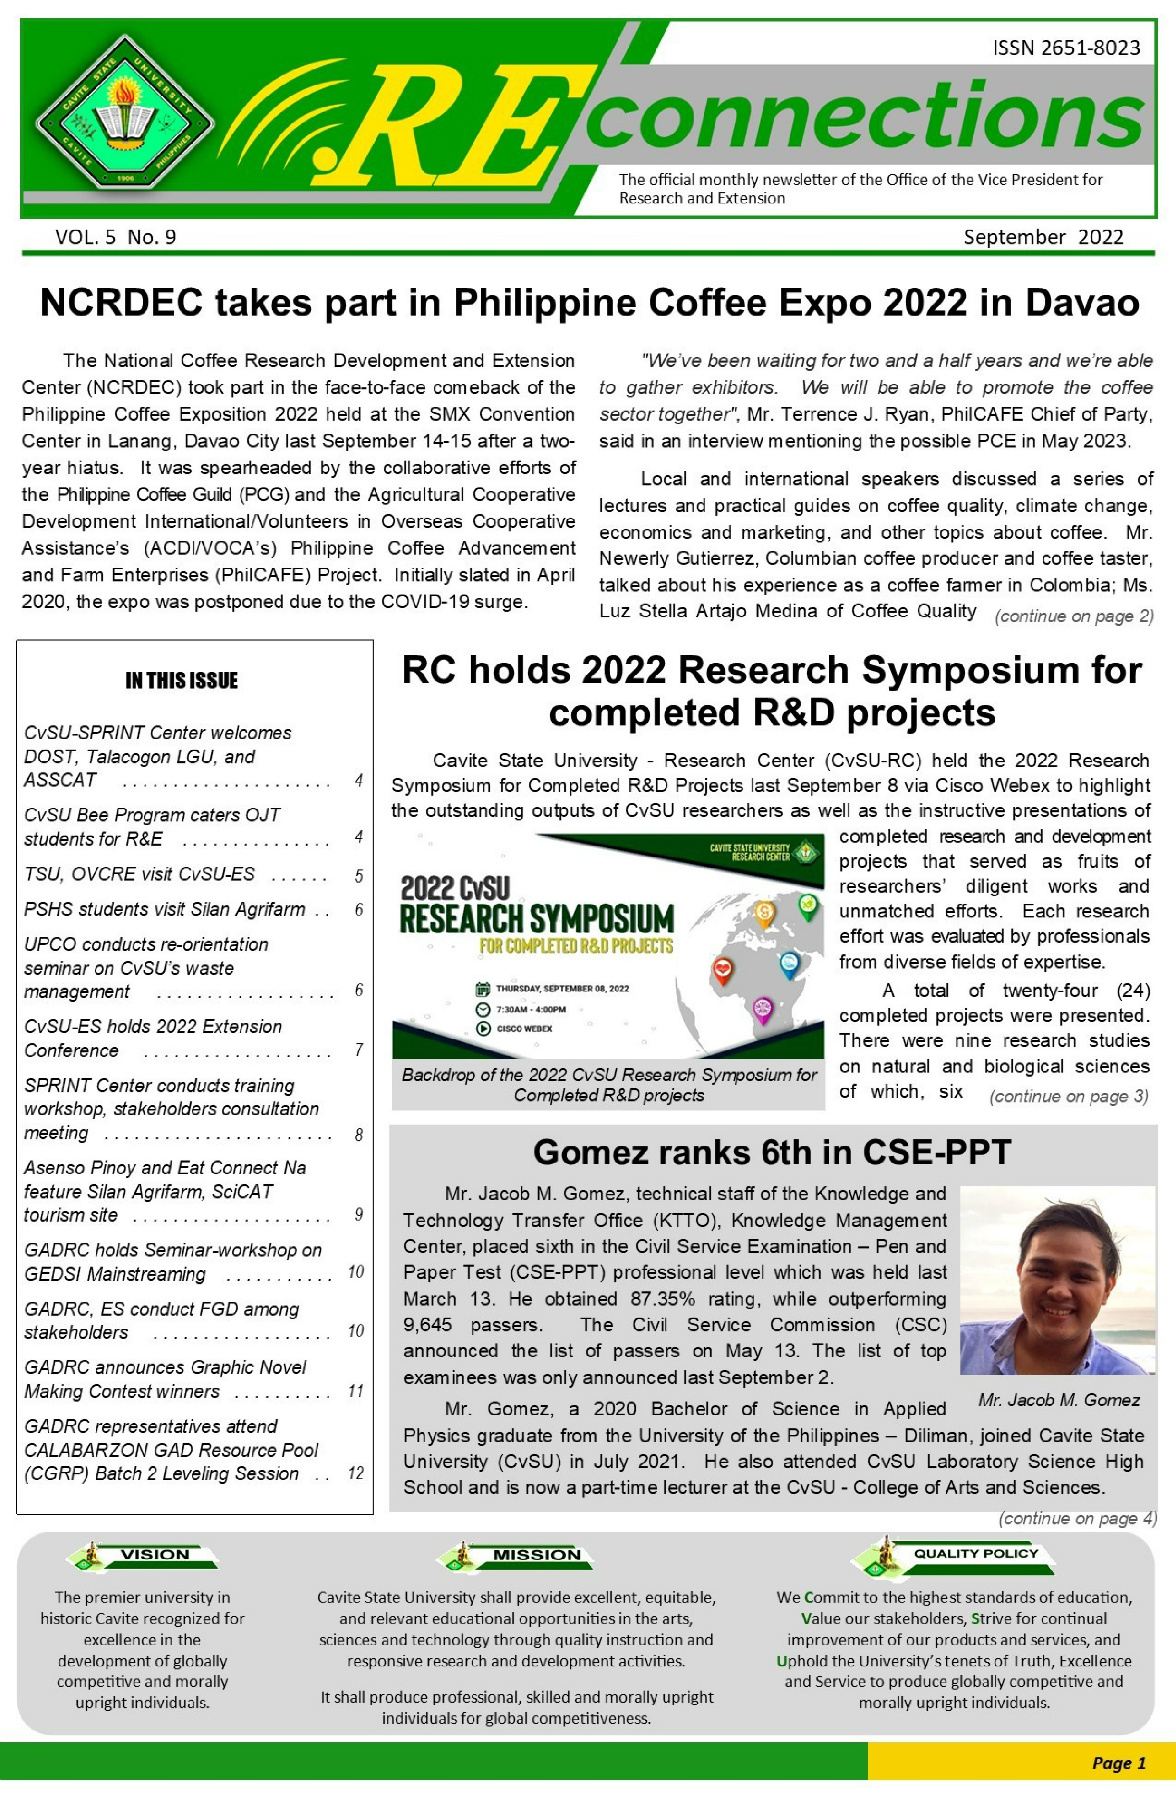 CAVITE STATE UNIVERSITY
CAVITE
PHILIPPINES
1906
ISSN 2651-8023
REconnections
The official monthly newsletter of the Office of the Vice President for
Research and Extension
VOL. 5 No. 9
September 2022
NCRDEC takes part in Philippine Coffee Expo 2022 in Davao
The National Coffee Research Development and Extension
Center (NCRDEC) took part in the face-to-face comeback of the
Philippine Coffee Exposition 2022 held at the SMX Convention
Center in Lanang, Davao City last September 14-15 after a two-
year hiatus. It was spearheaded by the collaborative efforts of
the Philippine Coffee Guild (PCG) and the Agricultural Cooperative
Development International/Volunteers in Overseas Cooperative
Assistance's (ACDI/VOCA's) Philippine Coffee Advancement
and Farm Enterprises (PhilCAFE) Project. Initially slated in April
2020, the expo was postponed due to the COVID-19 surge.
"We've been waiting for two and a half years and we're able
to gather exhibitors. We will be able to promote the coffee
sector together", Mr. Terrence J. Ryan, PhilCAFE Chief of Party,
said in an interview mentioning the possible PCE in May 2023.
Local and international speakers discussed a series of
lectures and practical guides on coffee quality, climate change,
economics and marketing, and other topics about coffee. Mr.
Newerly Gutierrez, Columbian coffee producer and coffee taster,
talked about his experience as a coffee farmer in Colombia; Ms.
Luz Stella Artajo Medina of Coffee Quality (continue on page 2)
IN THIS ISSUE
CvSU-SPRINT Center welcomes
DOST, Talacogon LGU, and
ASSCAT . . . . . . . . . . . . . . . . . . . . . 4
CvSU Bee Program caters OJT
students for R&E . . . . . . . . . . . . . . . 4
TSU, OVCRE visit CvSU-ES . . . . . . 5
PSHS students visit Silan Agrifarm . . 6
UPCO conducts re-orientation
seminar on CvSU's waste
management . . . . . . . . . . . . . . . . . . 6
CvSU-ES holds 2022 Extension
Conference . . . . . . . . . . . . . . . . . . . 7
SPRINT Center conducts training
workshop, stakeholders consultation
meeting . . . . . . . . . . . . . . . . . . . . . . . 8
Asenso Pinoy and Eat Connect Na
feature Silan Agrifarm, SciCAT
tourism site . . . . . . . . . . . . . . . . . . . . 9
GADRC holds Seminar-workshop on
GEDSI Mainstreaming . . . . . . . . . . . 10
GADRC, ES conduct FGD among
stakeholders . . . . . . . . . . . . . . . . . . 10
GADRC announces Graphic Novel
Making Contest winners . . . . . . . . . . 11
GADRC representatives attend
CALABARZON GAD Resource Pool
(CGRP) Batch 2 Leveling Session . . 12
RC holds 2022 Research Symposium for
completed R&D projects
Cavite State University - Research Center (CvSU-RC) held the 2022 Research
Symposium for Completed R&D Projects last September 8 via Cisco Webex to highlight
the outstanding outputs of CvSU researchers as well as the instructive presentations of
completed research and development
projects that served as fruits of
researchers' diligent works and
unmatched efforts. Each research
effort was evaluated by professionals
from diverse fields of expertise.
A total of twenty-four (24)
completed projects were presented.
There were nine research studies
on natural and biological sciences
of which, six (continue on page 3)
CAVITE STATE UNIVERSITY
RESEARCH CENTER
2022 CvSU
RESEARCH SYMPOSIUM
FOR COMPLETED R&D PROJECTS
THURSDAY, SEPTEMBER 08, 2022
7:30AM - 4:00PM
CISCO WEBEX
Backdrop of the 2022 CvSU Research Symposium for
Completed R&D projects
Gomez ranks 6th in CSE-PPT
Mr. Jacob M. Gomez, technical staff of the Knowledge and
Technology Transfer Office (KTTO), Knowledge Management
Center, placed sixth in the Civil Service Examination – Pen and
Paper Test (CSE-PPT) professional level which was held last
March 13. He obtained 87.35% rating, while outperforming
9,645 passers. The Civil Service Commission (CSC)
announced the list of passers on May 13. The list of top
examinees was only announced last September 2.
Mr. Jacob M. Gomez
Mr. Gomez, a 2020 Bachelor of Science in Applied
Physics graduate from the University of the Philippines – Diliman, joined Cavite State
University (CvSU) in July 2021. He also attended CvSU Laboratory Science High
School and is now a part-time lecturer at the CvSU - College of Arts and Sciences.
(continue on page 4)
VISION
The premier university in
historic Cavite recognized for
excellence in the
development of globally
competitive and morally
upright individuals.
MISSION
Cavite State University shall provide excellent, equitable,
and relevant educational opportunities in the arts,
sciences and technology through quality instruction and
responsive research and development activities.
It shall produce professional, skilled and morally upright
individuals for global competitiveness.
QUALITY POLICY
We Commit to the highest standards of education,
Value our stakeholders, Strive for continual
improvement of our products and services, and
Uphold the University's tenets of Truth, Excellence
and Service to produce globally competitive and
morally upright individuals.
Page 1